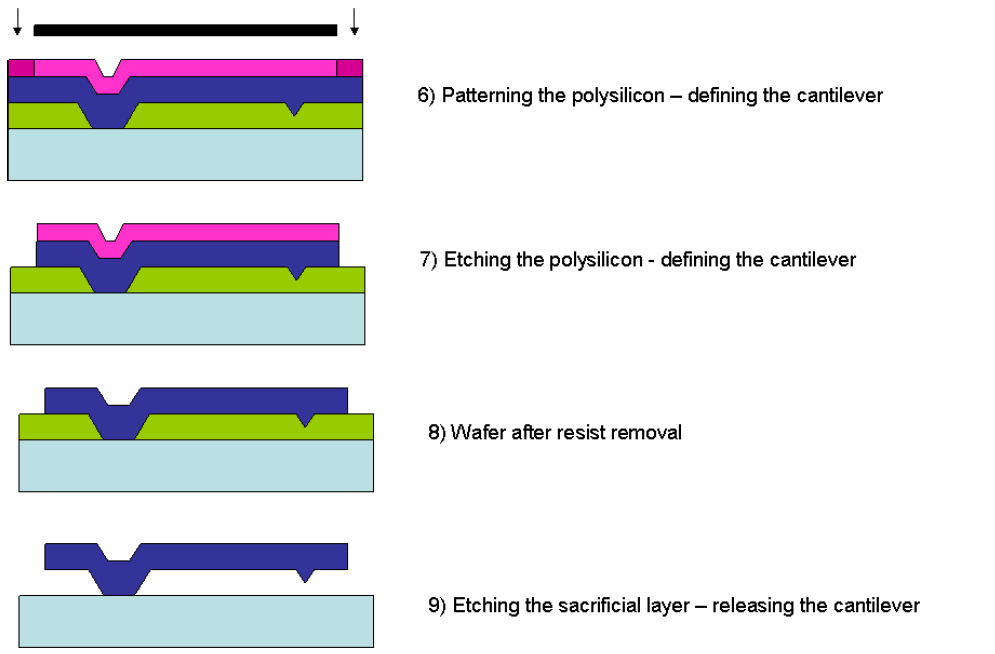 6) Patterning the polysilicon – defining the cantilever
7) Etching the polysilicon - defining the cantilever
8) Wafer after resist removal
9) Etching the sacrificial layer – releasing the cantilever